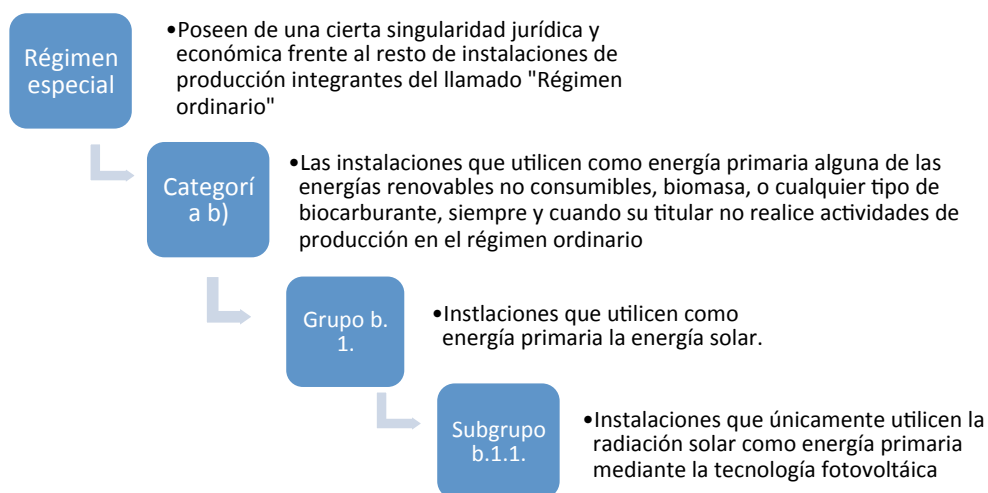 Régimen
especial
•Poseen de una cierta singularidad jurídica y
económica frente al resto de instalaciones de
producción integrantes del llamado "Régimen
ordinario"
Categorí
a b)
•Las instalaciones que utilicen como energía primaria alguna de las
energías renovables no consumibles, biomasa, o cualquier tipo de
biocarburante, siempre y cuando su titular no realice actividades de
producción en el régimen ordinario
Grupo b.
1.
•Instlaciones que utilicen como
energía primaria la energía solar.
Subgrupo
b.1.1.
•Instalaciones que únicamente utilicen la
radiación solar como energía primaria
mediante la tecnología fotovoltáica